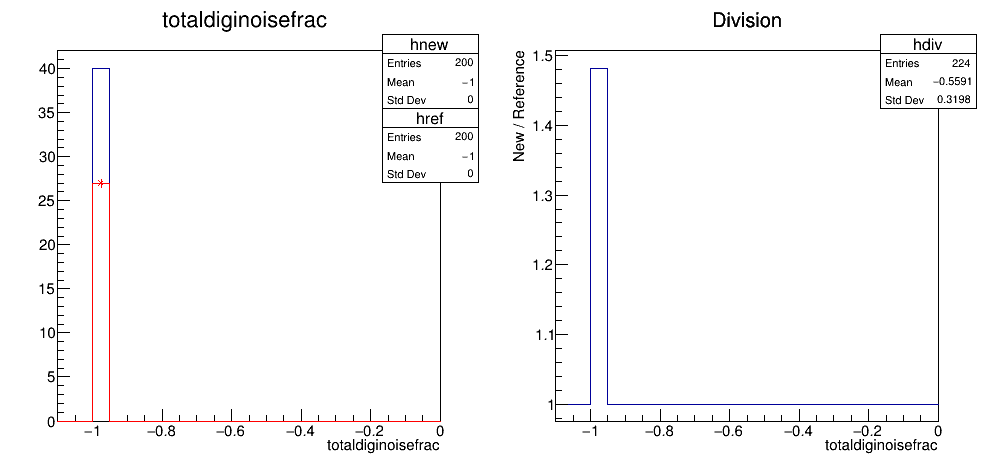 totaldiginoisefrac
hnew
Entries 200
Mean −1
Std Dev 0
href
Entries 200
Mean −1
Std Dev 0
40
35
30
25
20
15
10
5
0
−1 −0.8 −0.6 −0.4 −0.2 0
totaldiginoisefrac
Division
hdiv
Entries 224
Mean −0.5591
Std Dev 0.3198
New / Reference
1.5
1.4
1.3
1.2
1.1
1
−1 −0.8 −0.6 −0.4 −0.2 0
totaldiginoisefrac